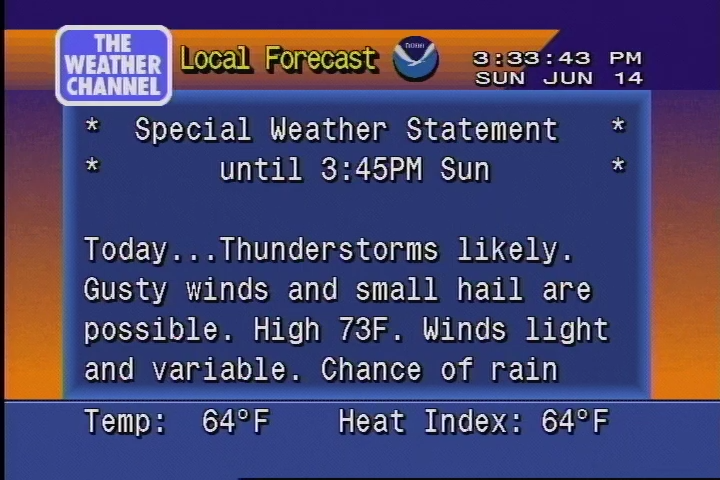 THE
WEATHER
CHANNEL
Local Forecast
NOAA
3:33:43 PM
SUN JUN 14
* Special Weather Statement *
* until 3:45PM Sun *
Today...Thunderstorms likely.
Gusty winds and small hail are
possible. High 73F. Winds light
and variable. Chance of rain
Temp: 64°F Heat Index: 64°F